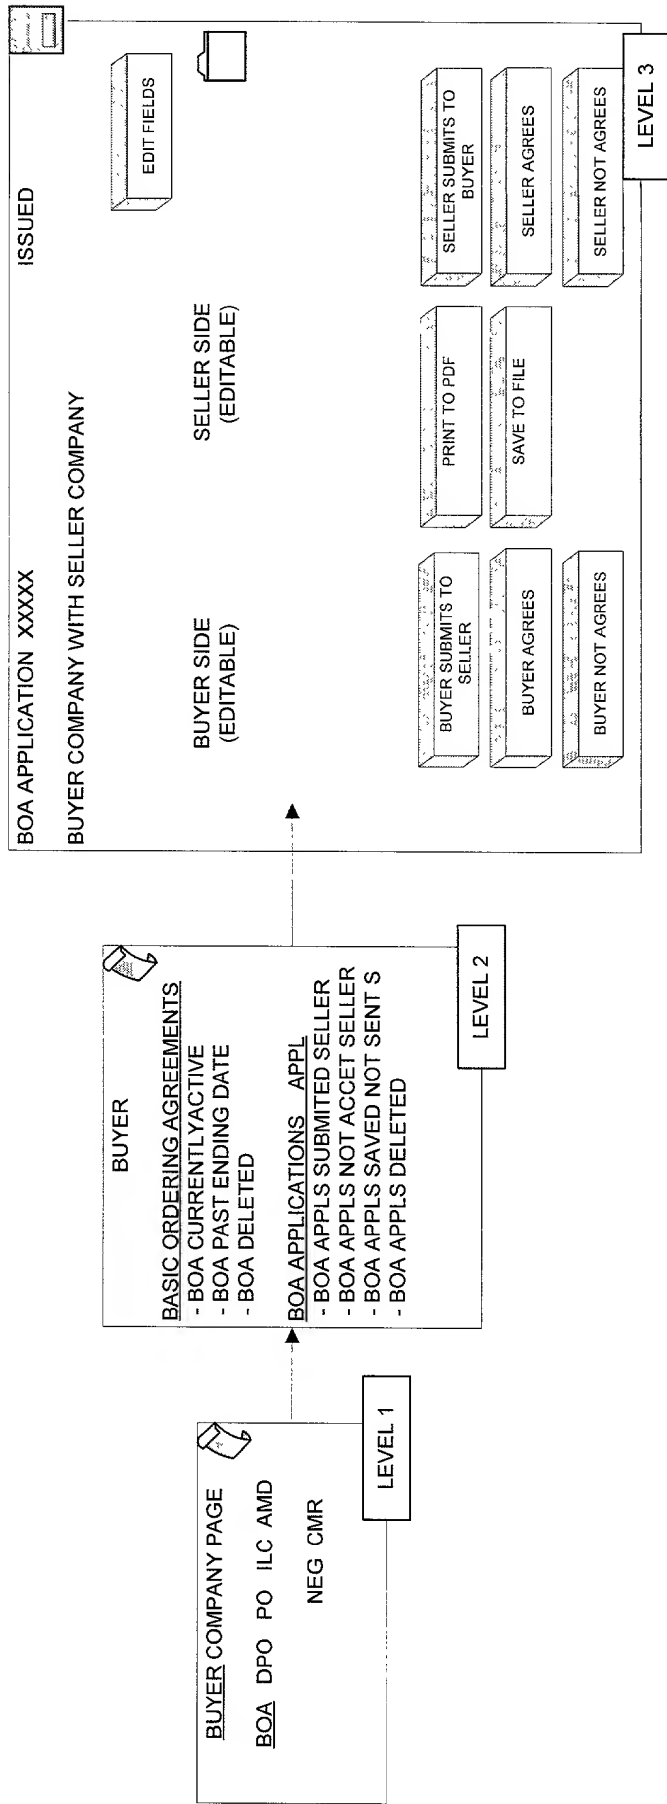 BUYER COMPANY PAGE
BOA DPO PO ILC AMD
NEG CMR
LEVEL 1
BUYER
BASIC ORDERING AGREEMENTS
- BOA CURRENTLYACTIVE
- BOA PAST ENDING DATE
- BOA DELETED
BOA APPLICATIONS APPL
- BOA APPLS SUBMITED SELLER
- BOA APPLS NOT ACCET SELLER
- BOA APPLS SAVED NOT SENT S
- BOA APPLS DELETED
LEVEL 2
BOA APPLICATION XXXXX
ISSUED
BUYER COMPANY WITH SELLER COMPANY
EDIT FIELDS
BUYER SIDE
(EDITABLE)
SELLER SIDE
(EDITABLE)
BUYER SUBMITS TO
SELLER
BUYER AGREES
BUYER NOT AGREES
PRINT TO PDF
SAVE TO FILE
SELLER SUBMITS TO
BUYER
SELLER AGREES
SELLER NOT AGREES
LEVEL 3